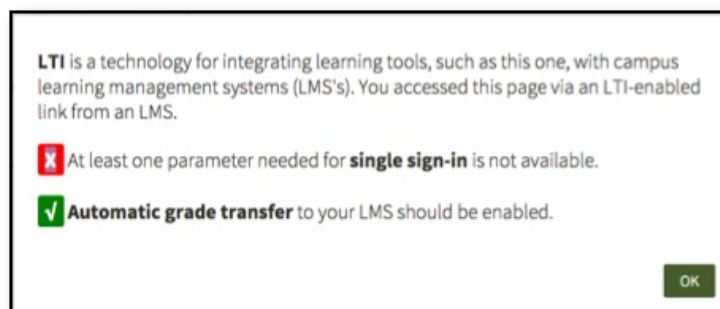 LTI is a technology for integrating learning tools, such as this one, with campus
learning management systems (LMS's). You accessed this page via an LTI-enabled
link from an LMS.
X At least one parameter needed for single sign-in is not available.
√ Automatic grade transfer to your LMS should be enabled.
OK